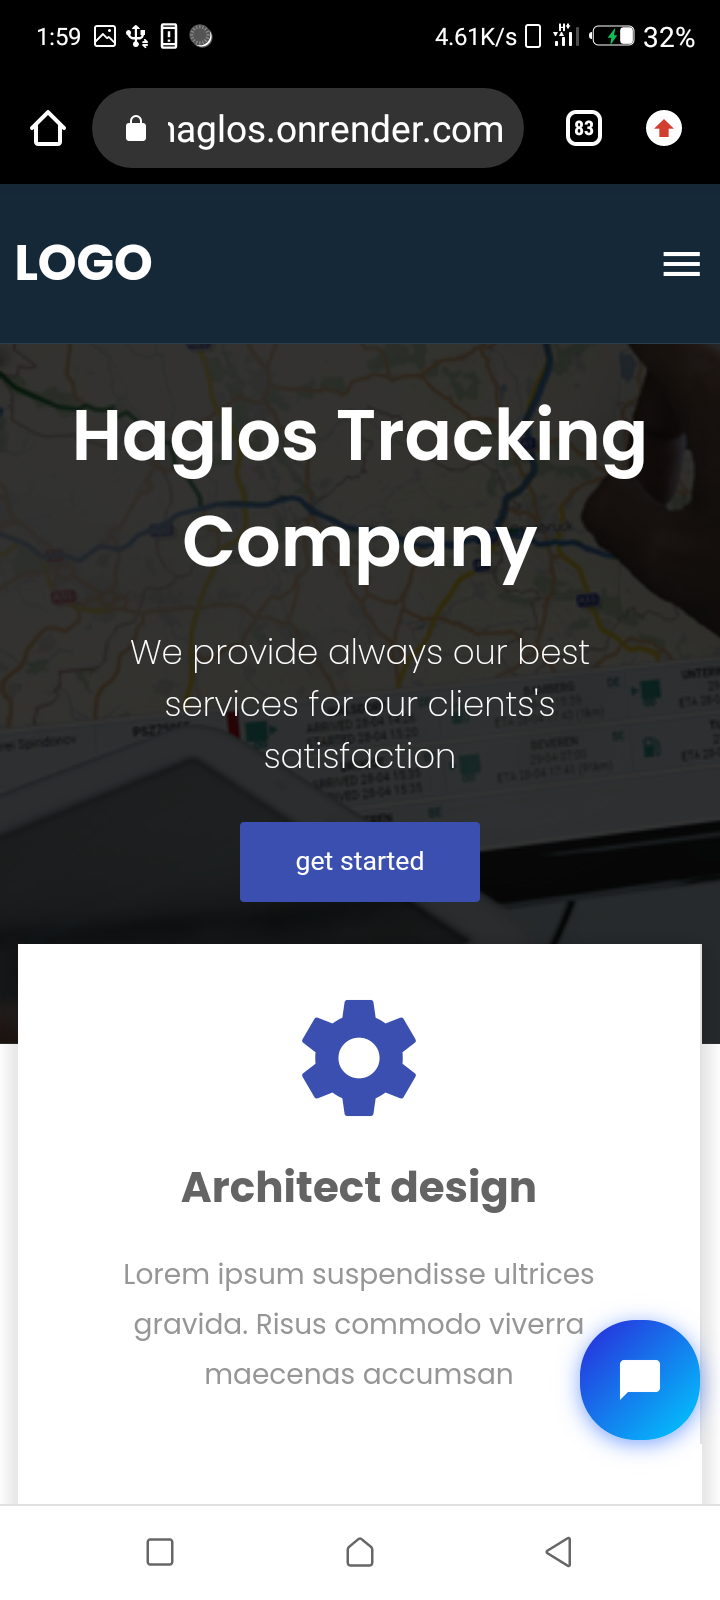 1:59 4.61K/s H+ 32%
haglos.onrender.com 83
LOGO
Haglos Tracking
Company
We provide always our best
services for our clients's
satisfaction
get started
Architect design
Lorem ipsum suspendisse ultrices
gravida. Risus commodo viverra
maecenas accumsan